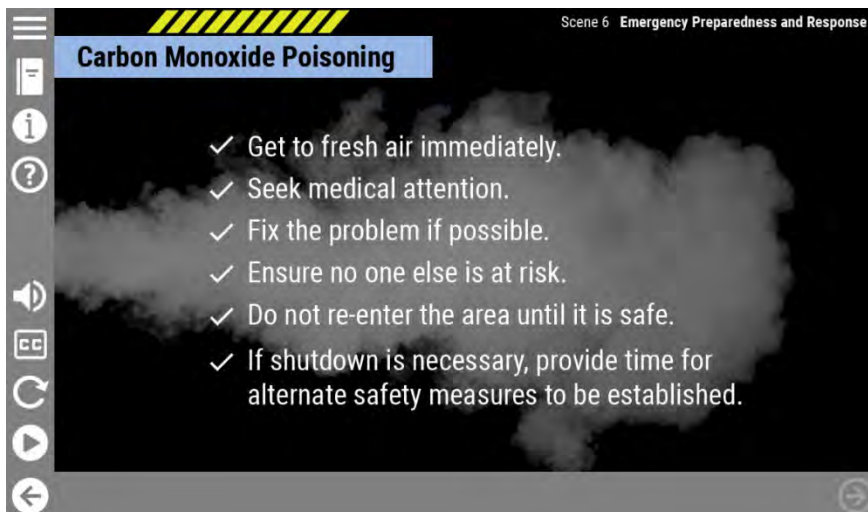 Scene 6 Emergency Preparedness and Response
Carbon Monoxide Poisoning
✓ Get to fresh air immediately.
✓ Seek medical attention.
✓ Fix the problem if possible.
✓ Ensure no one else is at risk.
✓ Do not re-enter the area until it is safe.
✓ If shutdown is necessary, provide time for
alternate safety measures to be established.
CC